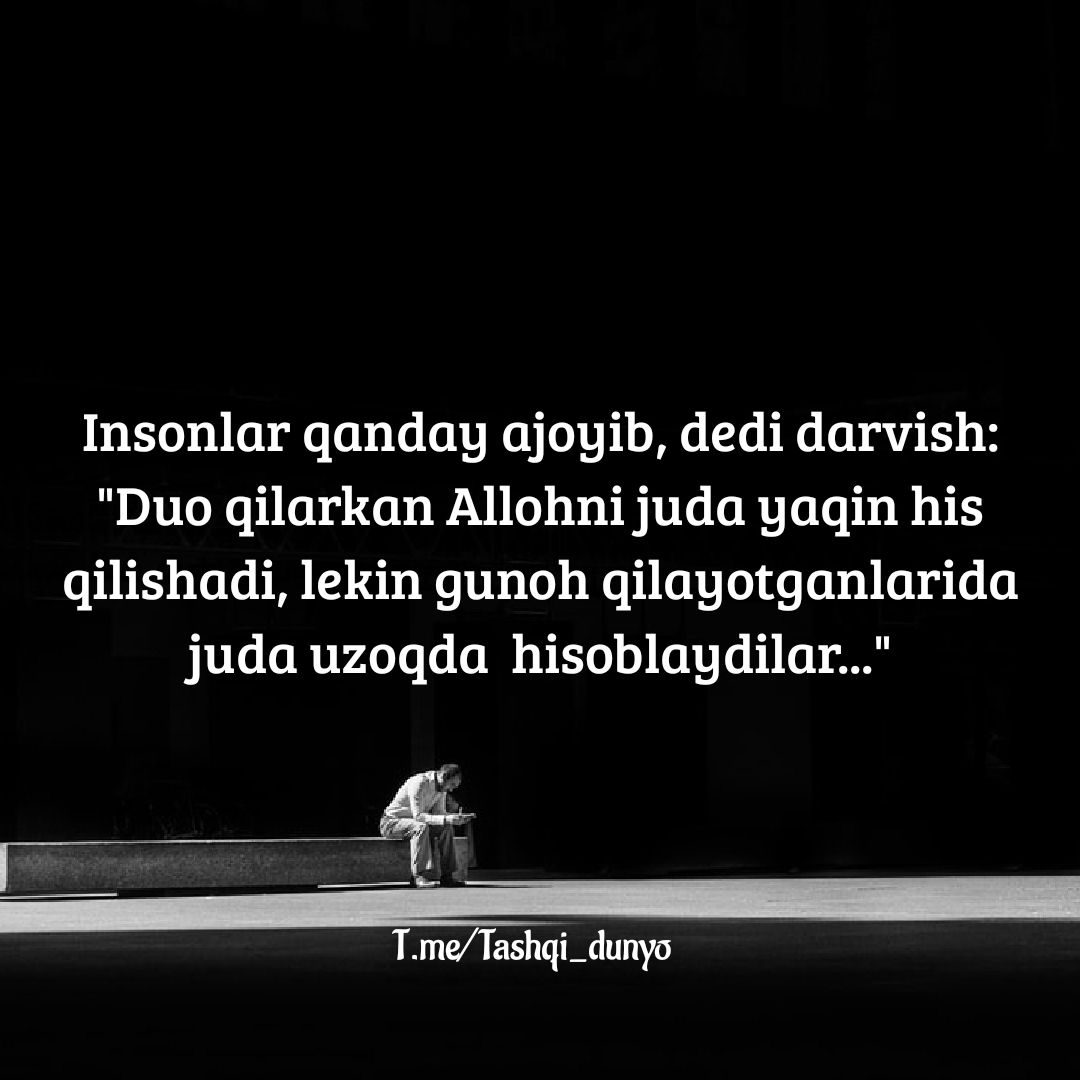 Insonlar qanday ajoyib, dedi darvish:
"Duo qilarkan Allohni juda yaqin his
qilishadi, lekin gunoh qilayotganlarida
juda uzoqda  hisoblaydilar..."
T.me/Tashqi_dunyo